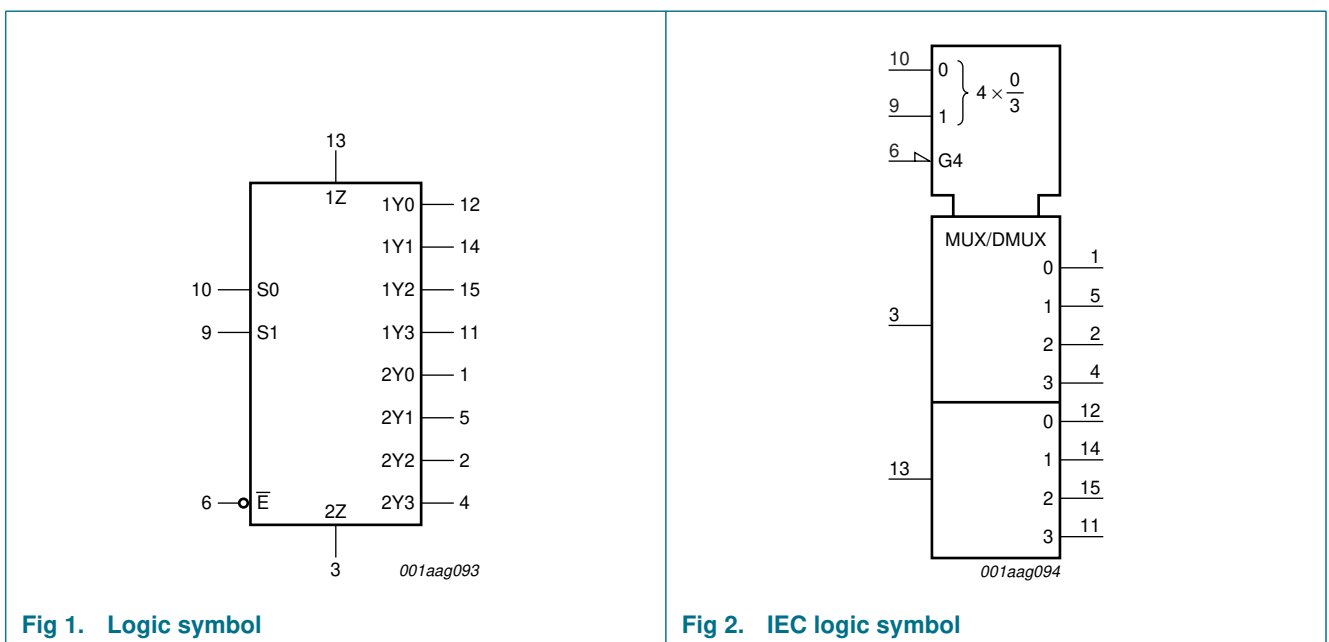 13
1Z
1Y0 12
1Y1 14
10 S0 1Y2 15
9 S1 1Y3 11
2Y0 1
2Y1 5
2Y2 2
6 E̅ 2Y3 4
2Z
3
001aag093
Fig 1. Logic symbol
10 0
9 1
4 × 0/3
6 G4
MUX/DMUX
0 1
1 5
3
2 2
3 4
0 12
1 14
13
2 15
3 11
001aag094
Fig 2. IEC logic symbol